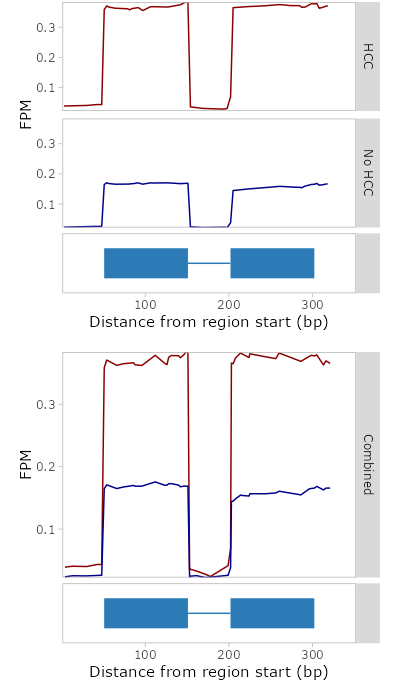 0.3
0.2
0.1
HCC
FPM
0.3
0.2
0.1
No HCC
100 200 300
Distance from region start (bp)
0.3
0.2
0.1
FPM
Combined
100 200 300
Distance from region start (bp)